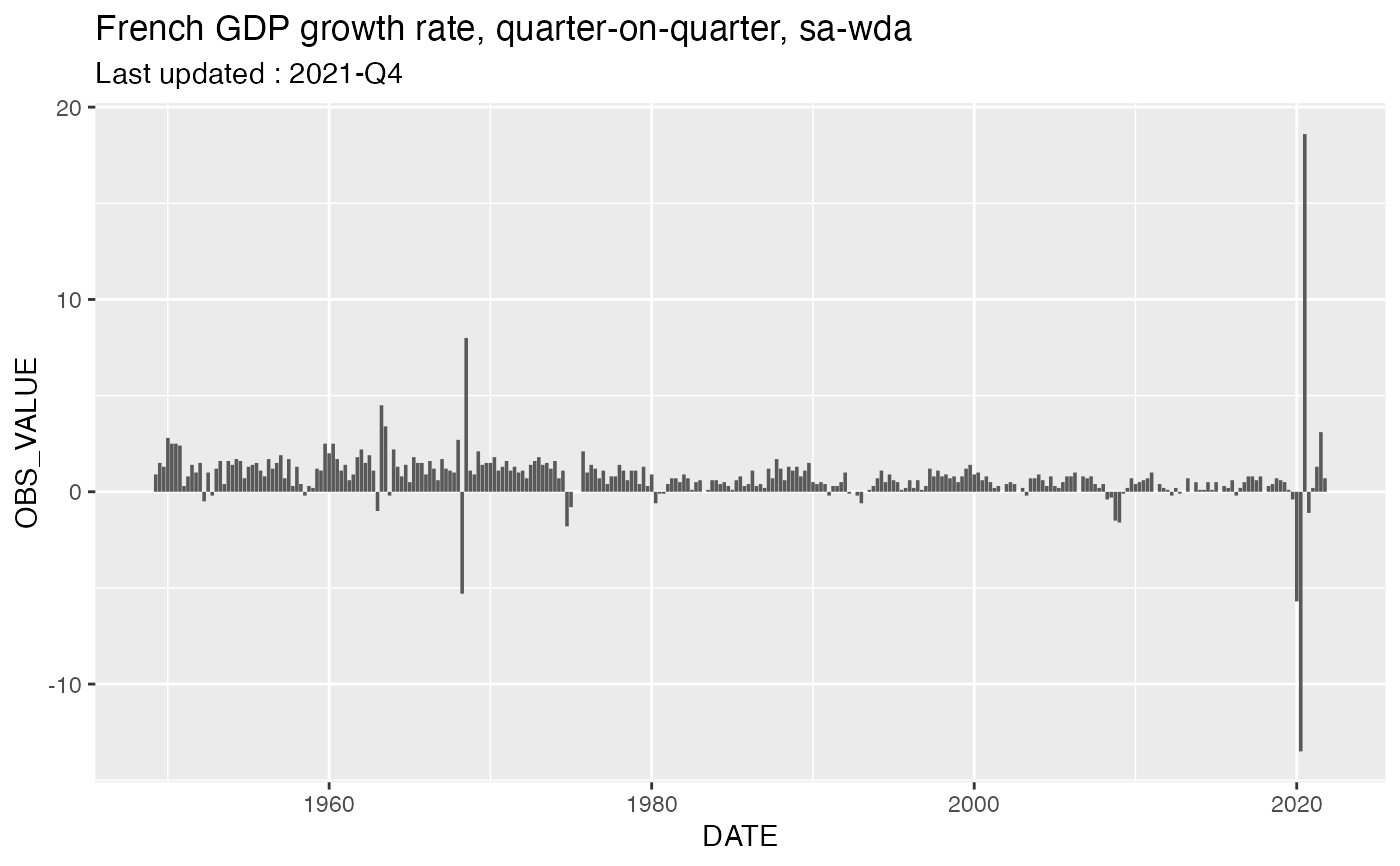 French GDP growth rate, quarter-on-quarter, sa-wda
Last updated : 2021-Q4
OBS_VALUE
20
10
0
-10
1960
1980
2000
2020
DATE